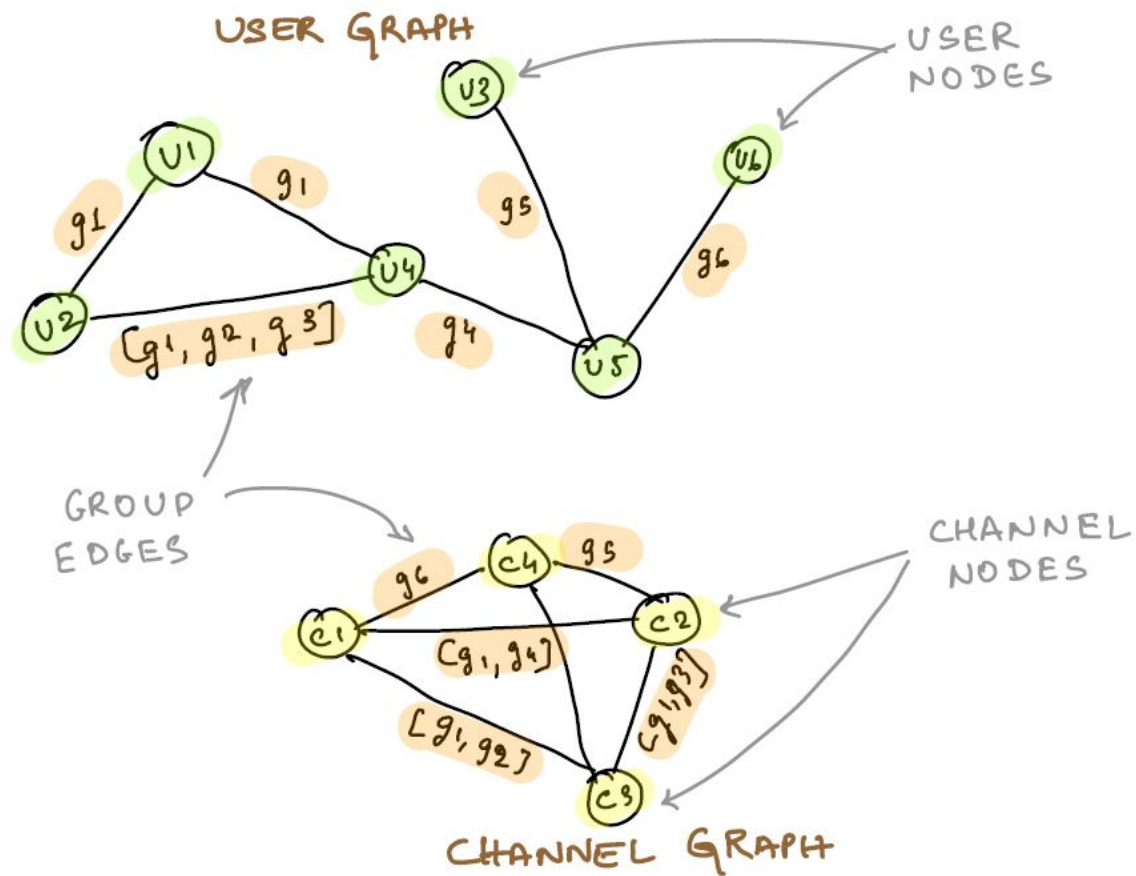 USER GRAPH
USER
NODES
U3
U1
U6
g1
g1
g5
g6
U4
U2
[g1, g2, g3]
g4
U5
GROUP
EDGES
CHANNEL
NODES
C4
g5
g6
C1
C2
[g1, g4]
[g1, g3]
[g1, g2]
C3
CHANNEL GRAPH